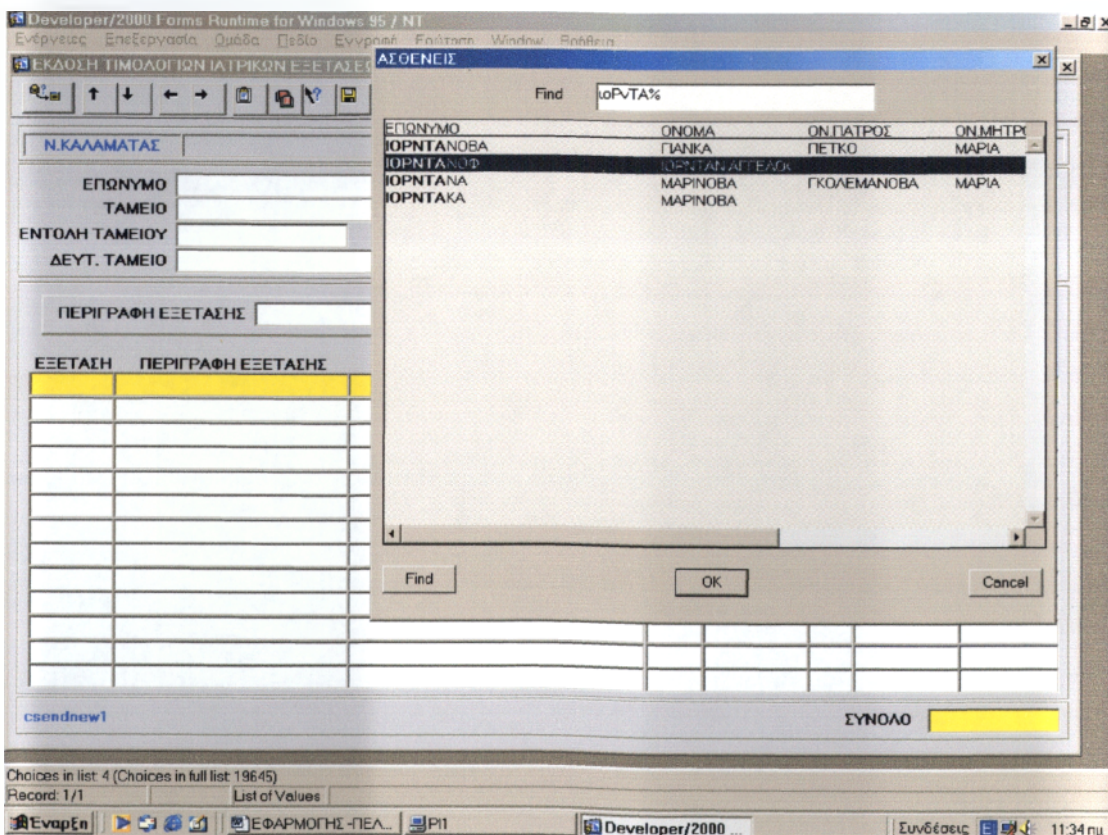 Developer/2000 Forms Runtime for Windows 95 / NT
Ενέργειες Επεξεργασία Ομάδα Πεδίο Εγγραφή Ερώτηση Window Βοήθεια
ΕΚΔΟΣΗ ΤΙΜΟΛΟΓΙΩΝ ΙΑΤΡΙΚΩΝ ΕΞΕΤΑΣΕΩ
ΑΣΘΕΝΕΙΣ
Find ιοΡνΤΑ%
ΕΠΩΝΥΜΟ ΟΝΟΜΑ ΟΝ.ΠΑΤΡΟΣ ΟΝ.ΜΗΤΡΟ
ΙΟΡΝΤΑΝΟΒΑ ΓΙΑΝΚΑ ΠΕΤΚΟ ΜΑΡΙΑ
ΙΟΡΝΤΑΝΟΦ ΙΟΡΝΤΑΝ ΑΓΓΕΛΟΣ
ΙΟΡΝΤΑΝΑ ΜΑΡΙΝΟΒΑ ΓΚΟΛΕΜΑΝΟΒΑ ΜΑΡΙΑ
ΙΟΡΝΤΑΚΑ ΜΑΡΙΝΟΒΑ
Find OK Cancel
Ν.ΚΑΛΑΜΑΤΑΣ
ΕΠΩΝΥΜΟ
ΤΑΜΕΙΟ
ΕΝΤΟΛΗ ΤΑΜΕΙΟΥ
ΔΕΥΤ. ΤΑΜΕΙΟ
ΠΕΡΙΓΡΑΦΗ ΕΞΕΤΑΣΗΣ
ΕΞΕΤΑΣΗ ΠΕΡΙΓΡΑΦΗ ΕΞΕΤΑΣΗΣ
csendnew1 ΣΥΝΟΛΟ
Choices in list: 4 (Choices in full list: 19645)
Record: 1/1 List of Values
Έναρξη ΕΦΑΡΜΟΓΗΣ -ΠΕΛ... PI1 Developer/2000 ... Συνδέσεις 11:34 πμ